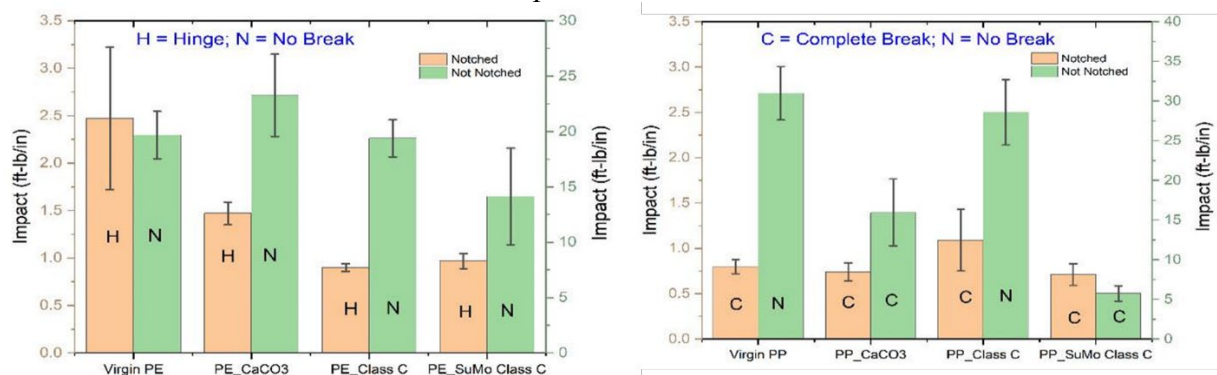 H = Hinge; N = No Break
Notched
Not Notched
Impact (ft-lb/in)
3.5
3.0
2.5
2.0
1.5
1.0
0.5
0.0
30
25
20
15
10
5
0
Impact (ft-lb/in)
H N H N H N H N
Virgin PE PE_CaCO3 PE_Class C PE_SuMo Class C
C = Complete Break; N = No Break
Notched
Not Notched
Impact (ft-lb/in)
3.5
3.0
2.5
2.0
1.5
1.0
0.5
0.0
40
35
30
25
20
15
10
5
0
Impact (ft-lb/in)
C N C C C N C C
Virgin PP PP_CaCO3 PP_Class C PP_SuMo Class C